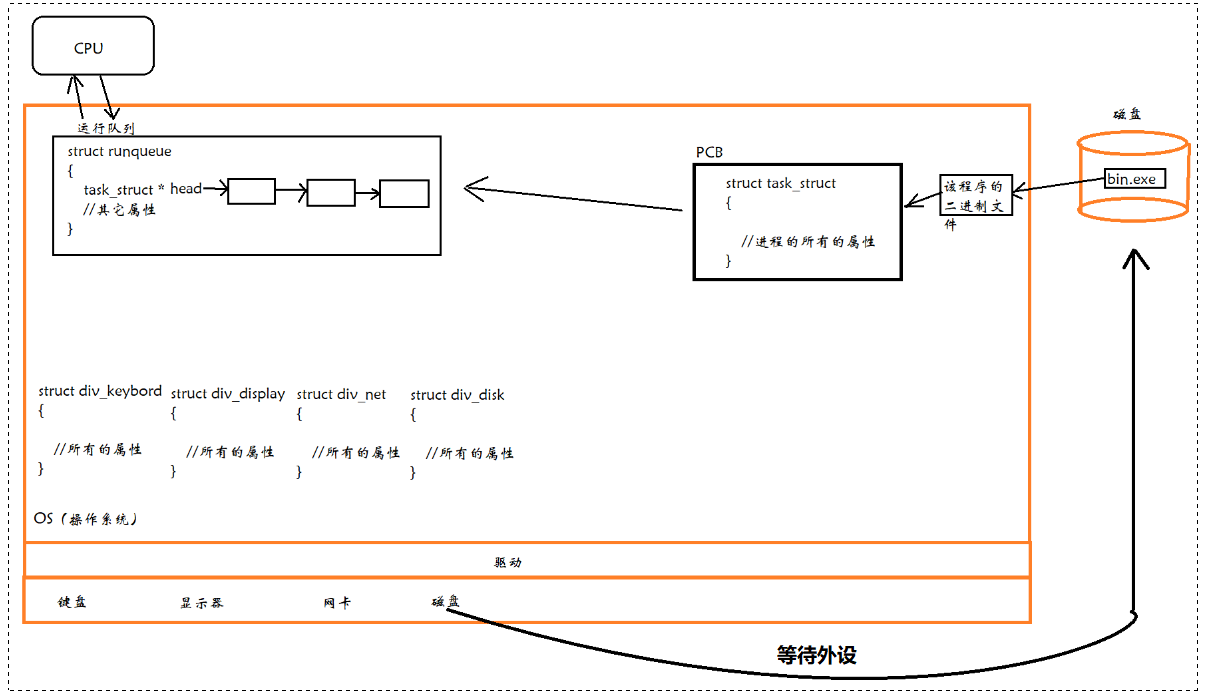 CPU
运行队列
struct runqueue
{
task_struct * head
//其它属性
}
PCB
struct task_struct
{
//进程的所有的属性
}
该程序的
二进制文
件
磁盘
bin.exe
struct div_keybord
{
//所有的属性
}
struct div_display
{
//所有的属性
}
struct div_net
{
//所有的属性
}
struct div_disk
{
//所有的属性
}
OS（操作系统）
驱动
键盘
显示器
网卡
磁盘
等待外设